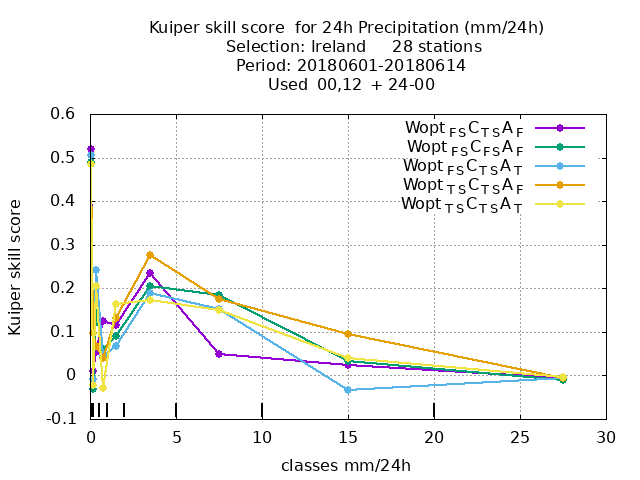 Kuiper skill score  for 24h Precipitation (mm/24h)
Selection: Ireland     28 stations
Period: 20180601-20180614
Used  00,12  + 24-00
Wopt FS C TS A F
Wopt FS C FS A F
Wopt FS C TS A T
Wopt TS C TS A F
Wopt TS C TS A T
0.6
0.5
0.4
0.3
0.2
0.1
0
-0.1
Kuiper skill score
0 5 10 15 20 25 30
classes mm/24h